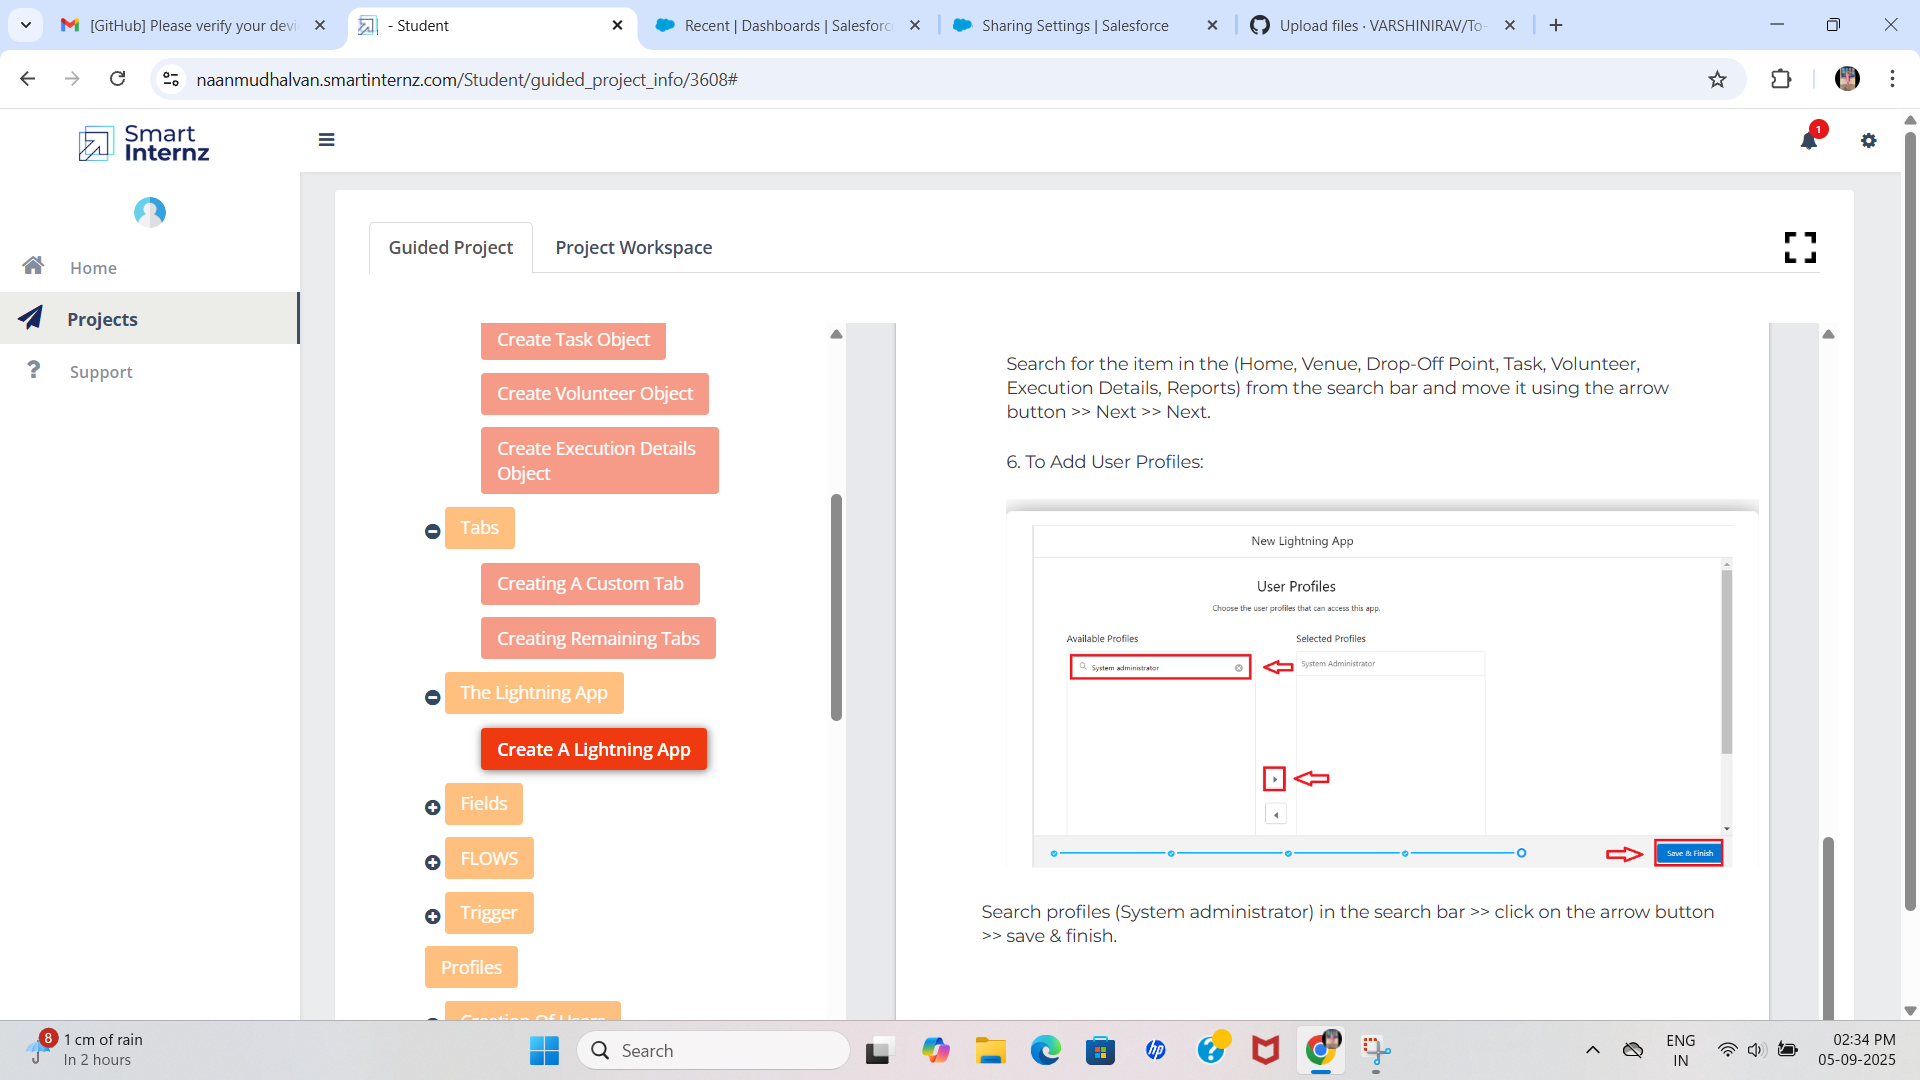 [GitHub] Please verify your devi
- Student
Recent | Dashboards | Salesforc
Sharing Settings | Salesforce
Upload files · VARSHINIRAV/To-
naanmudhalvan.smartinternz.com/Student/guided_project_info/3608#
Smart
Internz
1
Home
Projects
Support
Guided Project
Project Workspace
Create Task Object
Create Volunteer Object
Create Execution Details
Object
Tabs
Creating A Custom Tab
Creating Remaining Tabs
The Lightning App
Create A Lightning App
Fields
FLOWS
Trigger
Profiles
Creation Of Users
Search for the item in the (Home, Venue, Drop-Off Point, Task, Volunteer,
Execution Details, Reports) from the search bar and move it using the arrow
button >> Next >> Next.
6. To Add User Profiles:
New Lightning App
User Profiles
Choose the user profiles that can access this app.
Available Profiles
Selected Profiles
System administrator
System Administrator
Save & Finish
Search profiles (System administrator) in the search bar >> click on the arrow button
>> save & finish.
8
1 cm of rain
In 2 hours
Search
hp
ENG
IN
02:34 PM
05-09-2025